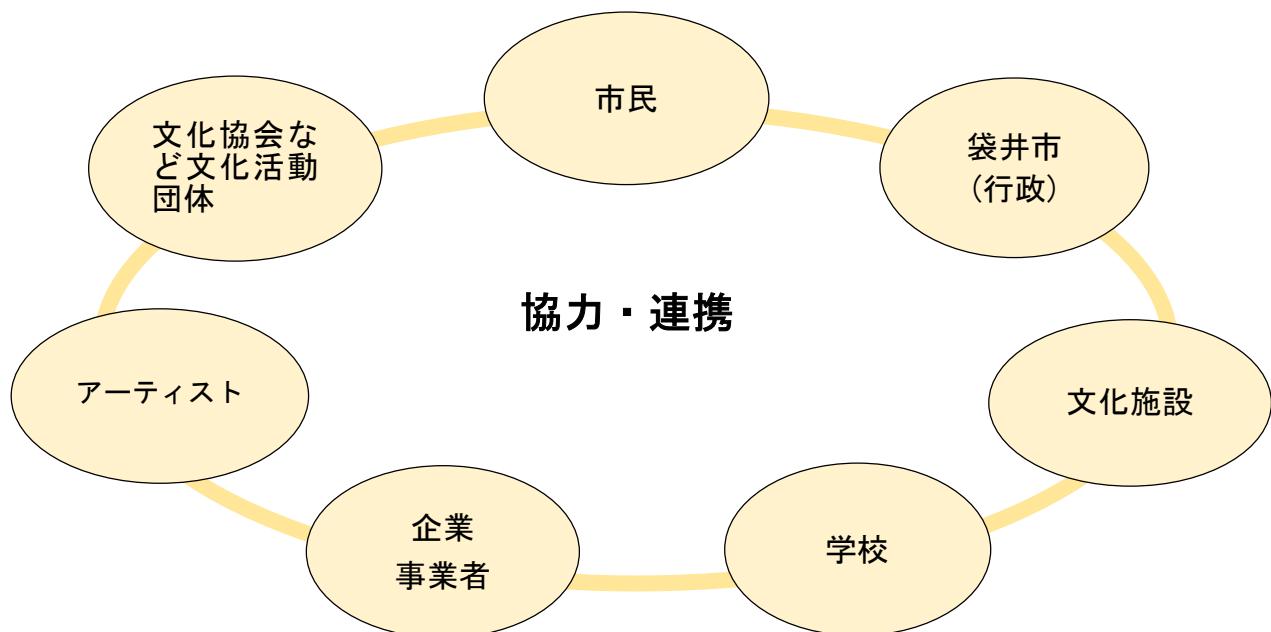 市民
文化協会な
ど文化活動
団体
袋井市
（行政）
協力・連携
アーティスト
文化施設
企業
事業者
学校